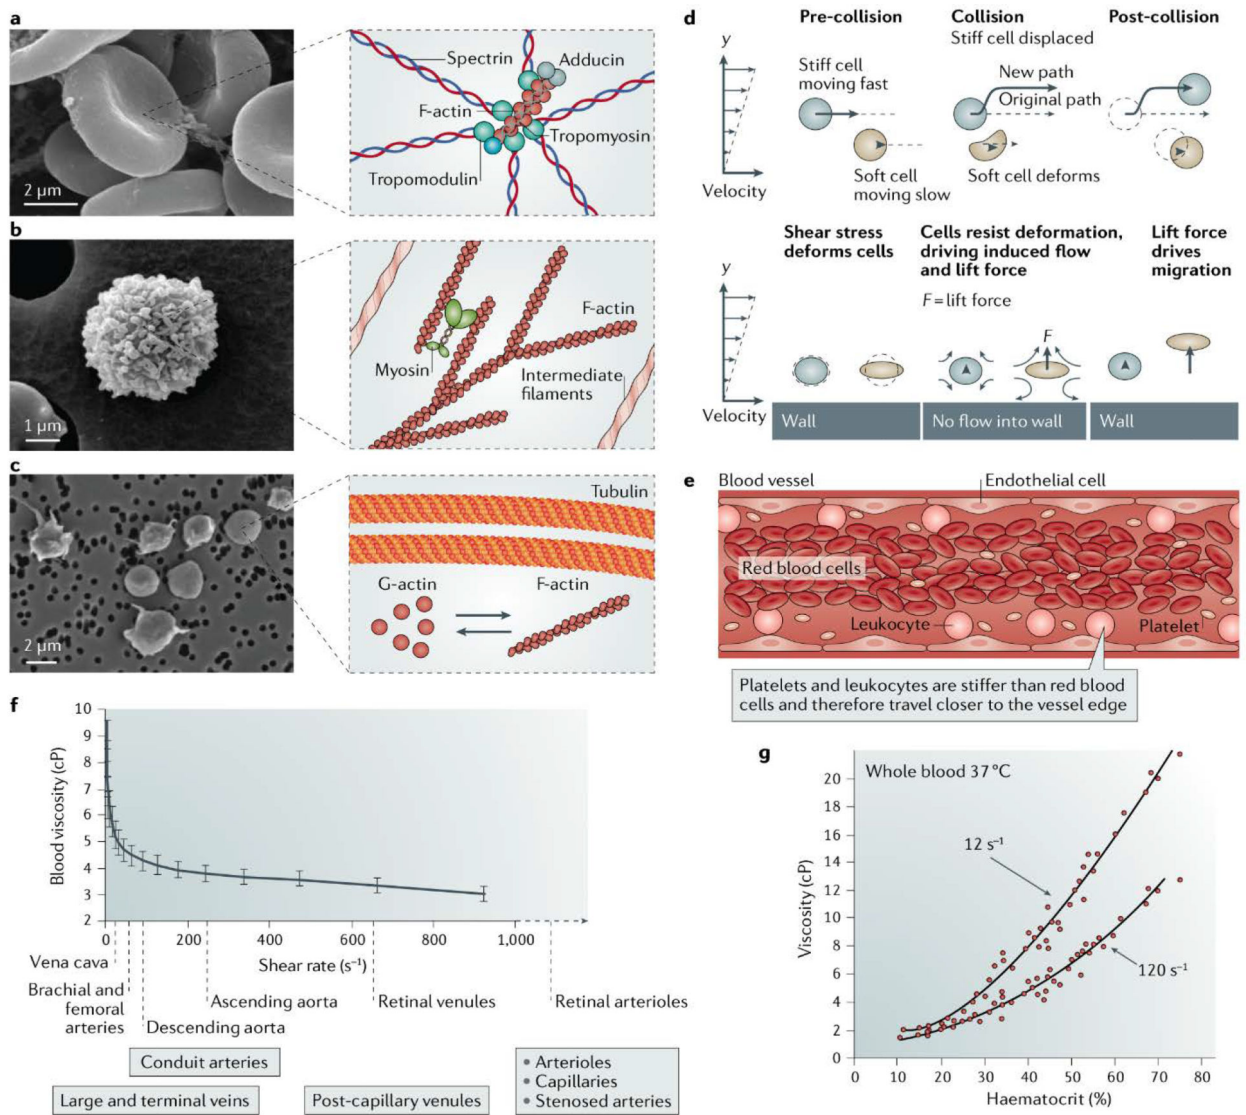 a
2 μm
Spectrin
Adducin
F-actin
Tropomyosin
Tropomodulin
b
1 μm
F-actin
Myosin
Intermediate
filaments
c
2 μm
Tubulin
G-actin
F-actin
d
Pre-collision
Collision
Post-collision
Stiff cell displaced
y
Stiff cell
moving fast
New path
Original path
Velocity
Soft cell
moving slow
Soft cell deforms
Shear stress
deforms cells
Cells resist deformation,
driving induced flow
and lift force
Lift force
drives
migration
y
F = lift force
F
Velocity
Wall
No flow into wall
Wall
e
Blood vessel
Endothelial cell
Red blood cells
Leukocyte
Platelet
Platelets and leukocytes are stiffer than red blood
cells and therefore travel closer to the vessel edge
f
10
9
8
7
6
5
4
3
2
Blood viscosity (cP)
0 200 400 600 800 1,000
Shear rate (s⁻¹)
Vena cava
Brachial and
femoral
arteries
Descending aorta
Ascending aorta
Retinal venules
Retinal arterioles
Conduit arteries
Large and terminal veins
Post-capillary venules
• Arterioles
• Capillaries
• Stenosed arteries
g
Whole blood 37 °C
20
18
16
14
12
10
8
6
4
2
0
Viscosity (cP)
12 s⁻¹
120 s⁻¹
0 10 20 30 40 50 60 70 80
Haematocrit (%)